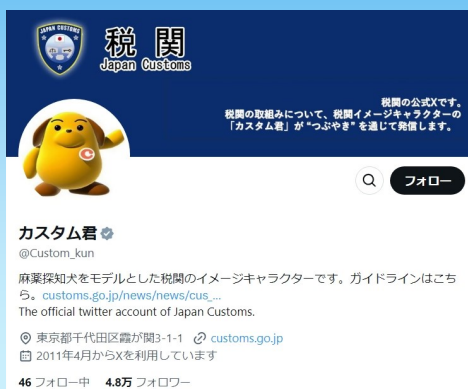 JAPAN CUSTOMS
税関
Japan Customs
税関の公式Xです。
税関の取組みについて、税関イメージキャラクターの
「カスタム君」が“つぶやき”を通じて発信します。
フォロー
カスタム君
@Custom_kun
麻薬探知犬をモデルとした税関のイメージキャラクターです。ガイドラインはこち
ら。customs.go.jp/news/news/cus_...
The official twitter account of Japan Customs.
東京都千代田区霞が関3-1-1 customs.go.jp
2011年4月からXを利用しています
46 フォロー中 4.8万 フォロワー